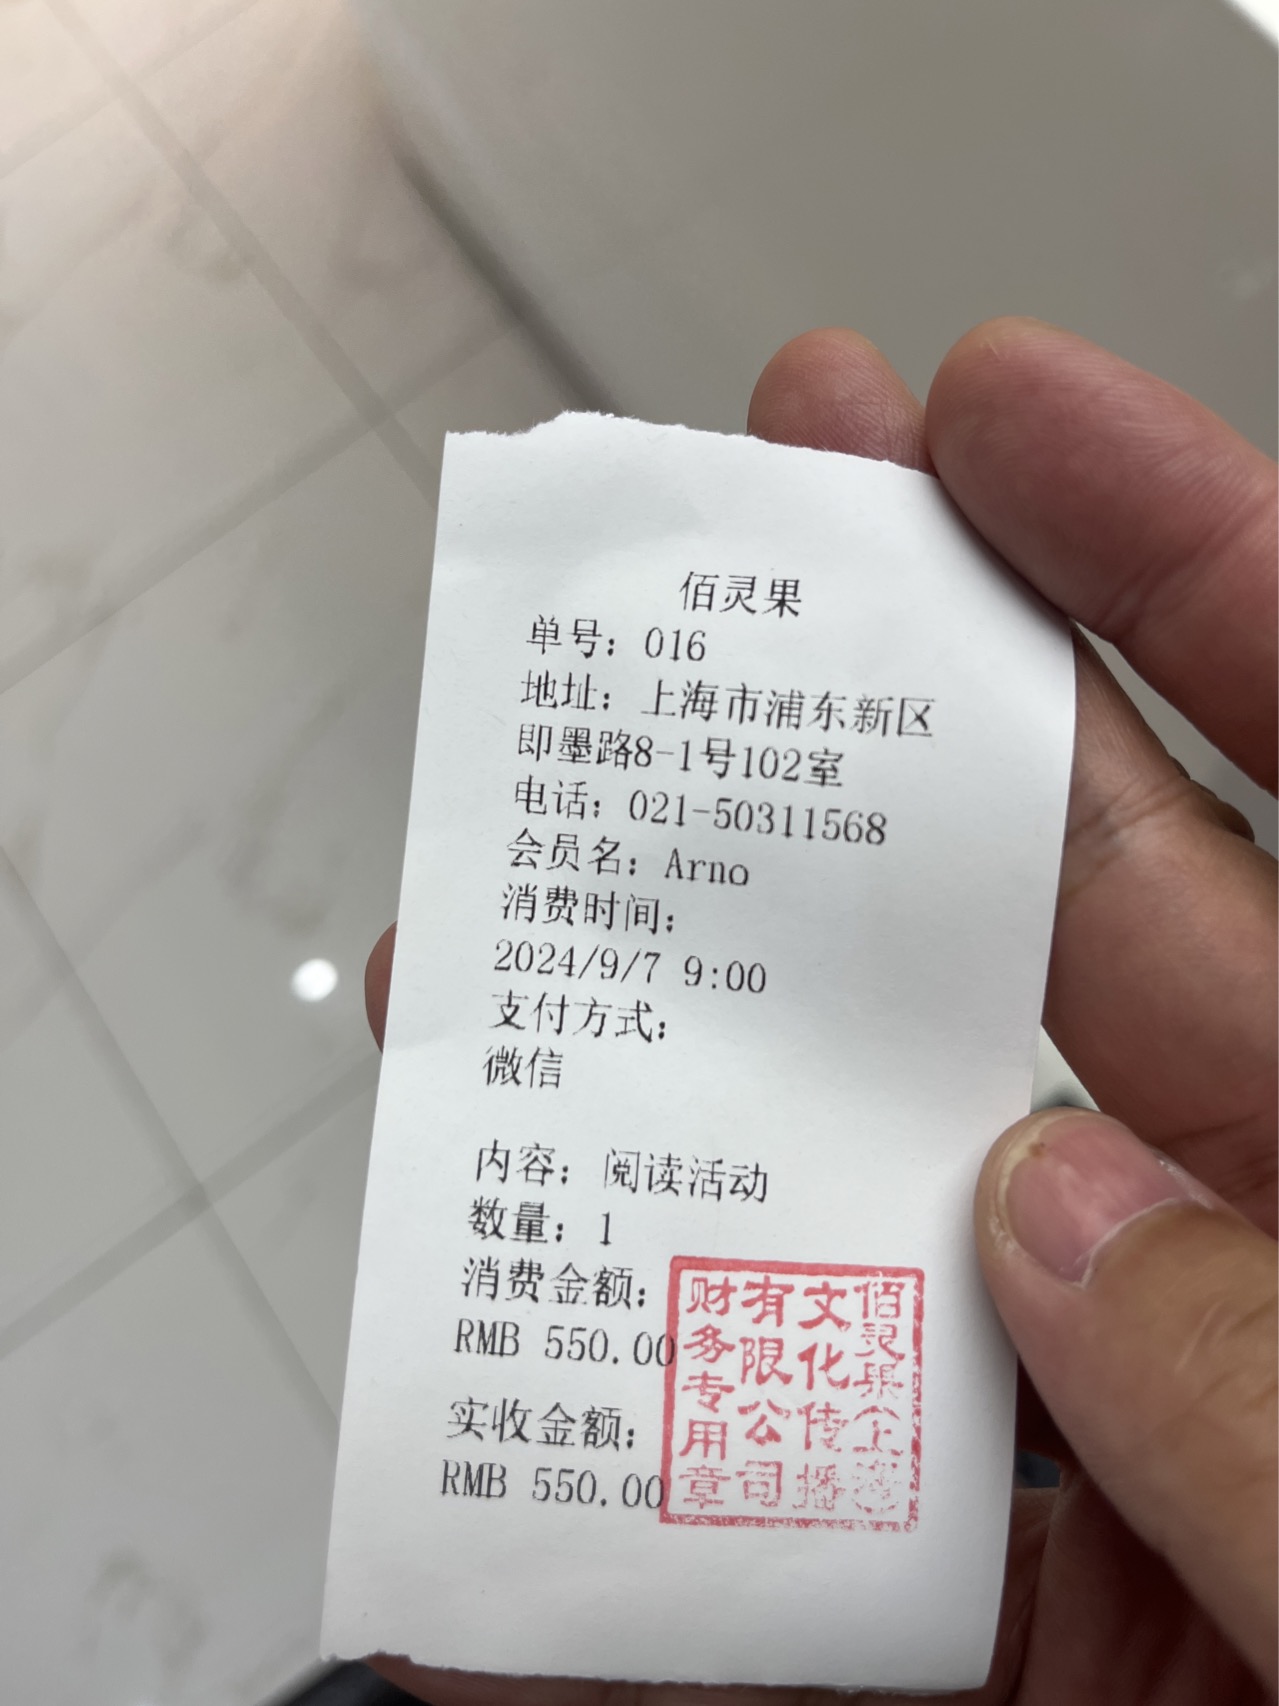 佰灵果
单号：016
地址：上海市浦东新区
即墨路8-1号102室
电话：021-50311568
会员名：Arno
消费时间：
2024/9/7 9:00
支付方式：
微信
内容：阅读活动
数量：1
消费金额：
RMB 550.00
实收金额：
RMB 550.00
佰灵果（上海）
文化传播
有限公司
财务专用章